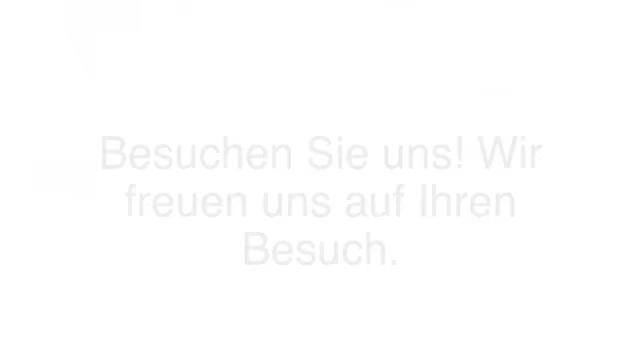 Besuchen Sie uns! Wir
freuen uns auf Ihren
Besuch.